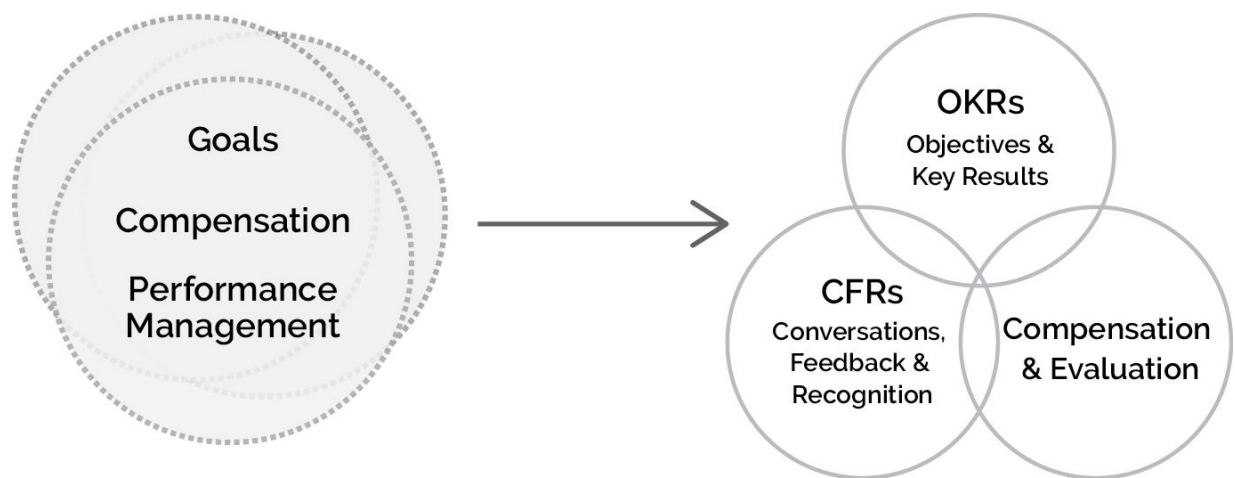 Goals
Compensation
Performance
Management
OKRs
Objectives &
Key Results
CFRs
Conversations,
Feedback &
Recognition
Compensation
& Evaluation